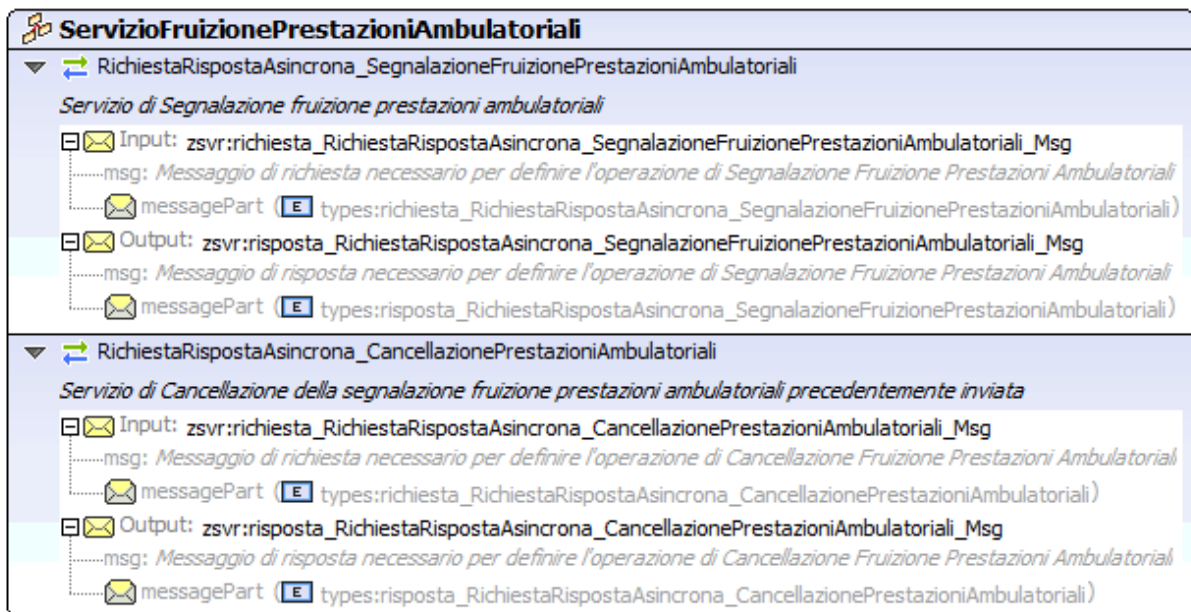 ServizioFruizionePrestazioniAmbulatoriali
RichiestaRispostaAsincrona_SegnalazioneFruizionePrestazioniAmbulatoriali
Servizio di Segnalazione fruizione prestazioni ambulatoriali
Input: zsvr:richiesta_RichiestaRispostaAsincrona_SegnalazioneFruizionePrestazioniAmbulatoriali_Msg
msg: Messaggio di richiesta necessario per definire l'operazione di Segnalazione Fruizione Prestazioni Ambulatoriali
messagePart (E types:richiesta_RichiestaRispostaAsincrona_SegnalazioneFruizionePrestazioniAmbulatoriali)
Output: zsvr:risposta_RichiestaRispostaAsincrona_SegnalazioneFruizionePrestazioniAmbulatoriali_Msg
msg: Messaggio di risposta necessario per definire l'operazione di Segnalazione Fruizione Prestazioni Ambulatoriali
messagePart (E types:risposta_RichiestaRispostaAsincrona_SegnalazioneFruizionePrestazioniAmbulatoriali)
RichiestaRispostaAsincrona_CancellazionePrestazioniAmbulatoriali
Servizio di Cancellazione della segnalazione fruizione prestazioni ambulatoriali precedentemente inviata
Input: zsvr:richiesta_RichiestaRispostaAsincrona_CancellazionePrestazioniAmbulatoriali_Msg
msg: Messaggio di richiesta necessario per definire l'operazione di Cancellazione Fruizione Prestazioni Ambulatoriali
messagePart (E types:richiesta_RichiestaRispostaAsincrona_CancellazionePrestazioniAmbulatoriali)
Output: zsvr:risposta_RichiestaRispostaAsincrona_CancellazionePrestazioniAmbulatoriali_Msg
msg: Messaggio di risposta necessario per definire l'operazione di Cancellazione Fruizione Prestazioni Ambulatoriali
messagePart (E types:risposta_RichiestaRispostaAsincrona_CancellazionePrestazioniAmbulatoriali)